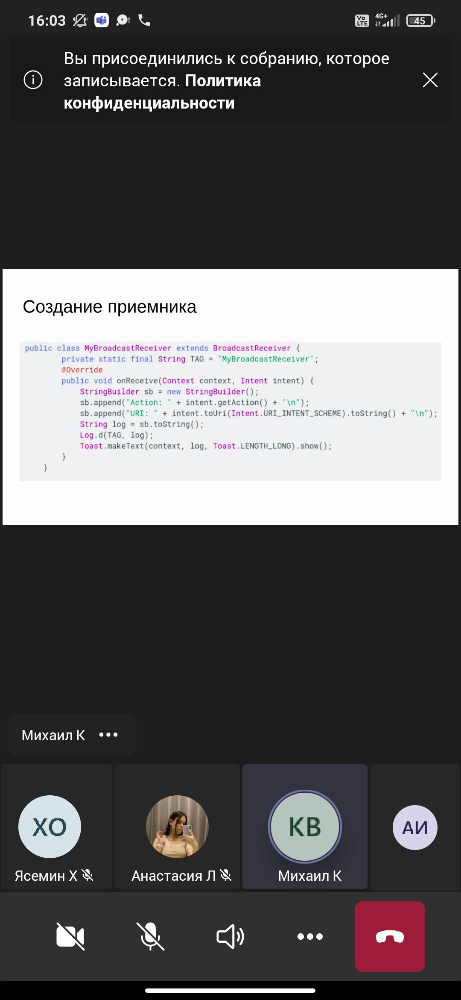 16:03
Vo LTE 4G+ 45
Вы присоединились к собранию, которое
записывается. Политика
конфиденциальности
Создание приемника
public class MyBroadcastReceiver extends BroadcastReceiver {
private static final String TAG = "MyBroadcastReceiver";
@Override
public void onReceive(Context context, Intent intent) {
StringBuilder sb = new StringBuilder();
sb.append("Action: " + intent.getAction() + "\n");
sb.append("URI: " + intent.toUri(Intent.URI_INTENT_SCHEME).toString() + "\n");
String log = sb.toString();
Log.d(TAG, log);
Toast.makeText(context, log, Toast.LENGTH_LONG).show();
}
}
Михаил К
ХО
КВ
АИ
Ясемин Х
Анастасия Л
Михаил К